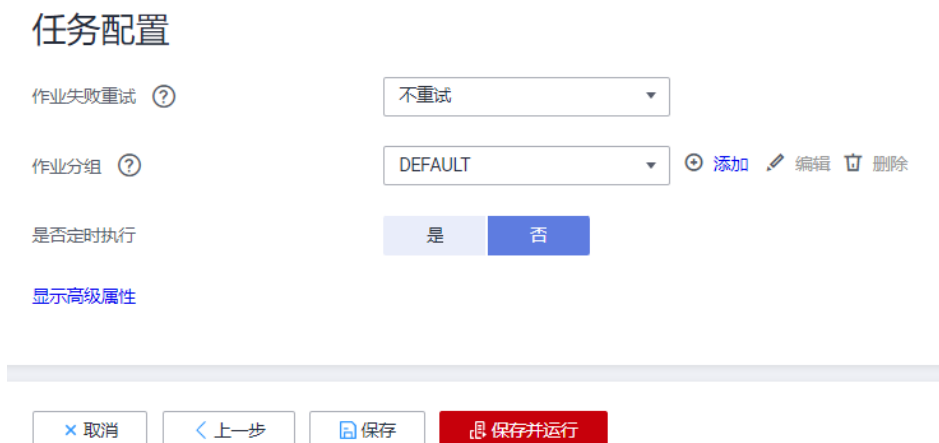 任务配置
作业失败重试 ? 不重试
作业分组 ? DEFAULT 添加 编辑 删除
是否定时执行 是 否
显示高级属性
取消 上一步 保存 保存并运行